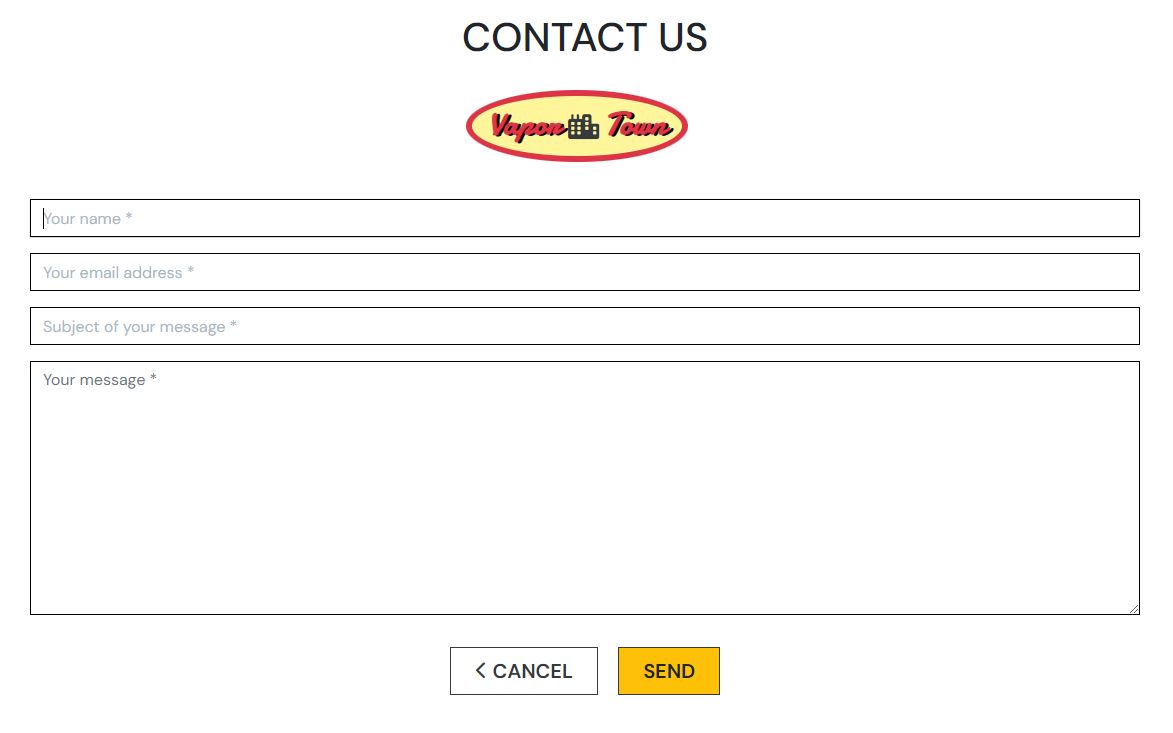 CONTACT US
Vapor Town
Your name *
Your email address *
Subject of your message *
Your message *
CANCEL
SEND